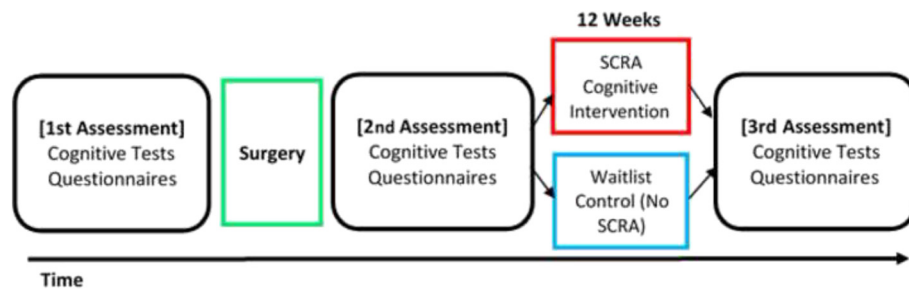 12 Weeks
[1st Assessment]
Cognitive Tests
Questionnaires
Surgery
[2nd Assessment]
Cognitive Tests
Questionnaires
SCRA
Cognitive
Intervention
Waitlist
Control (No
SCRA)
[3rd Assessment]
Cognitive Tests
Questionnaires
Time